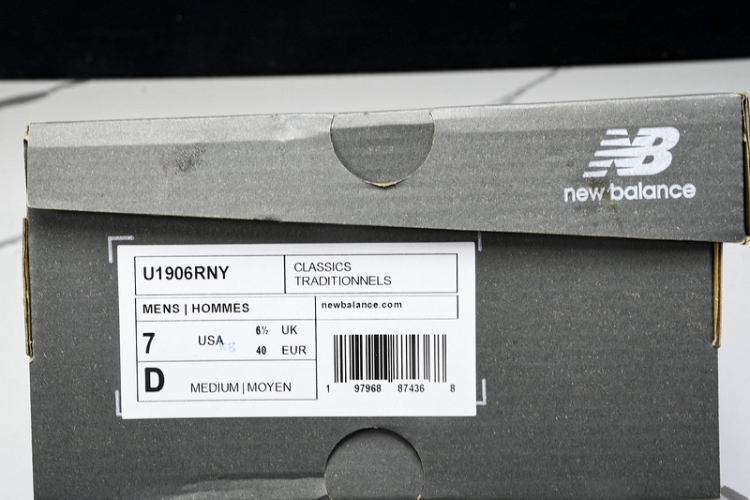 NB
new balance
U1906RNY
CLASSICS
TRADITIONNELS
MENS | HOMMES
newbalance.com
7 USA 6½ UK
40 EUR
D MEDIUM | MOYEN
1 97968 87436 8